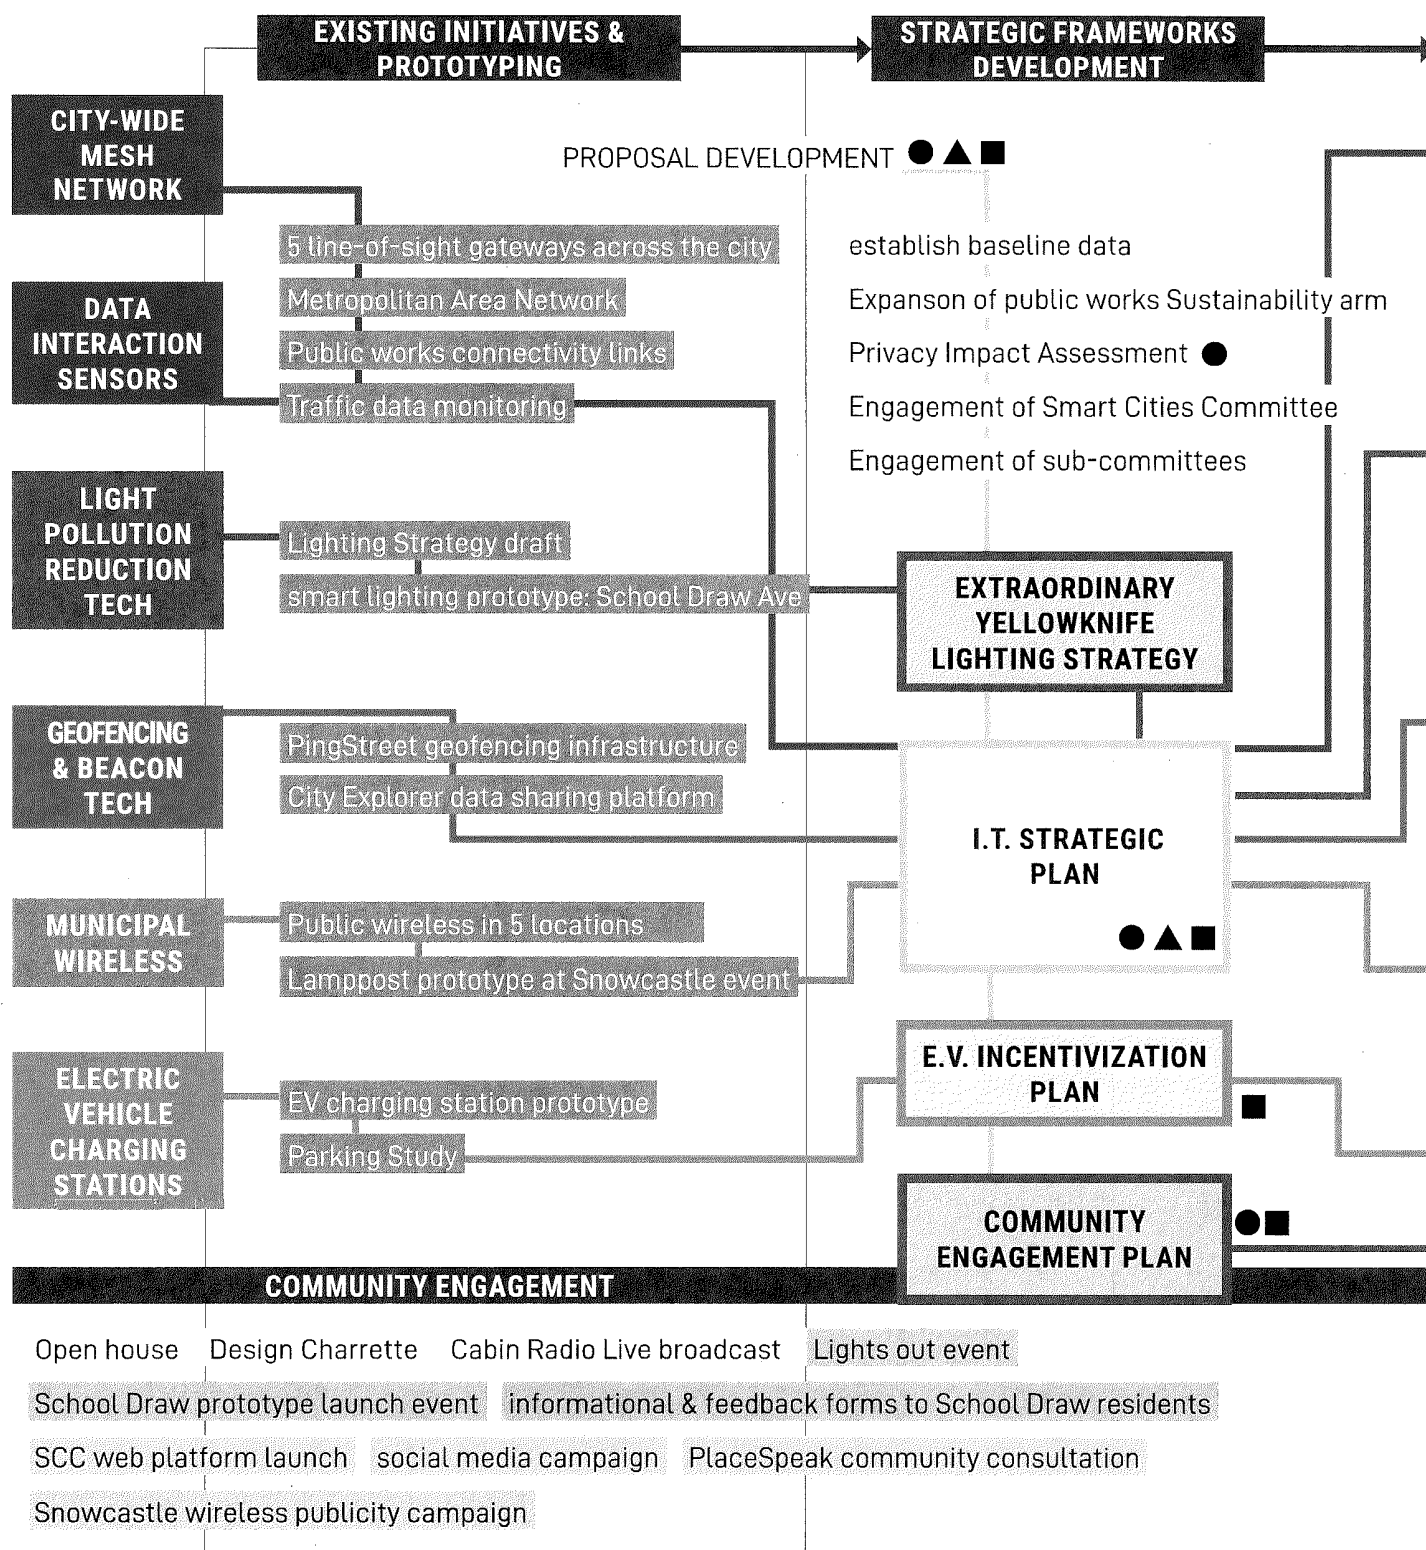 EXISTING INITIATIVES &
PROTOTYPING
STRATEGIC FRAMEWORKS
DEVELOPMENT
CITY-WIDE
MESH
NETWORK
PROPOSAL DEVELOPMENT
5 line-of-sight gateways across the city
Metropolitan Area Network
Public works connectivity links
Traffic data monitoring
establish baseline data
Expanson of public works Sustainability arm
Privacy Impact Assessment
Engagement of Smart Cities Committee
Engagement of sub-committees
DATA
INTERACTION
SENSORS
LIGHT
POLLUTION
REDUCTION
TECH
Lighting Strategy draft
smart lighting prototype: School Draw Ave
EXTRAORDINARY
YELLOWKNIFE
LIGHTING STRATEGY
GEOFENCING
& BEACON
TECH
PingStreet geofencing infrastructure
City Explorer data sharing platform
I.T. STRATEGIC
PLAN
MUNICIPAL
WIRELESS
Public wireless in 5 locations
Lamppost prototype at Snowcastle event
ELECTRIC
VEHICLE
CHARGING
STATIONS
EV charging station prototype
Parking Study
E.V. INCENTIVIZATION
PLAN
COMMUNITY
ENGAGEMENT PLAN
COMMUNITY ENGAGEMENT
Open house Design Charrette Cabin Radio Live broadcast Lights out event
School Draw prototype launch event informational & feedback forms to School Draw residents
SCC web platform launch social media campaign PlaceSpeak community consultation
Snowcastle wireless publicity campaign